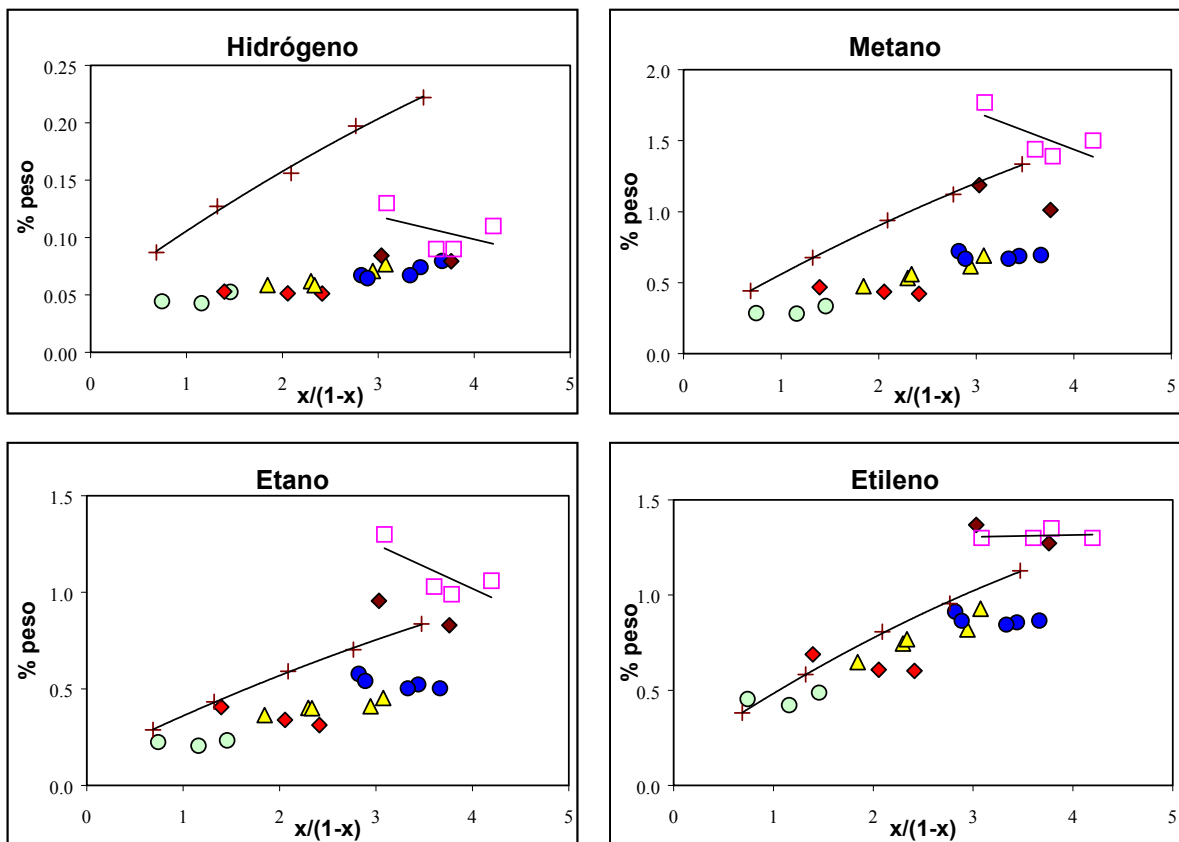 Hidrógeno
% peso
0.25
0.20
0.15
0.10
0.05
0.00
0 1 2 3 4 5
x/(1-x)
Metano
% peso
2.0
1.5
1.0
0.5
0.0
0 1 2 3 4 5
x/(1-x)
Etano
% peso
1.5
1.0
0.5
0.0
0 1 2 3 4 5
x/(1-x)
Etileno
% peso
1.5
1.0
0.5
0.0
0 1 2 3 4 5
x/(1-x)